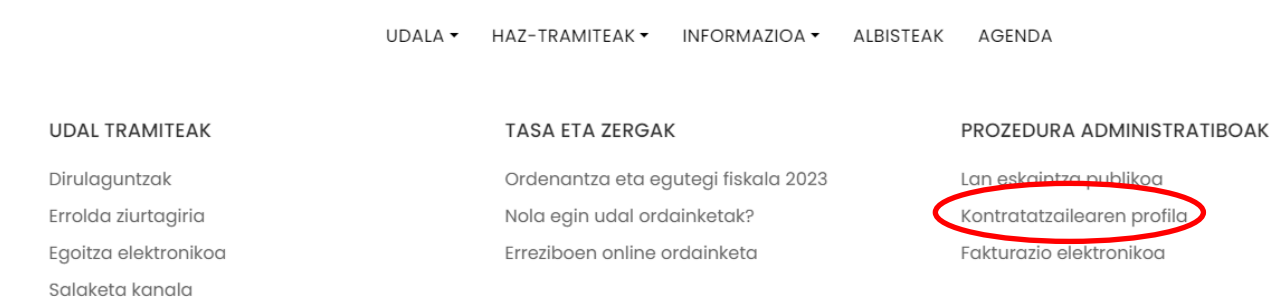 UDALA HAZ-TRAMITEAK INFORMAZIOA ALBISTEAK AGENDA
UDAL TRAMITEAK
Dirulaguntzak
Errolda ziurtagiria
Egoitza elektronikoa
Salaketa kanala
TASA ETA ZERGAK
Ordenantza eta egutegi fiskala 2023
Nola egin udal ordainketak?
Erreziboen online ordainketa
PROZEDURA ADMINISTRATIBOAK
Lan eskaintza publikoa
Kontratatzailearen profila
Fakturazio elektronikoa